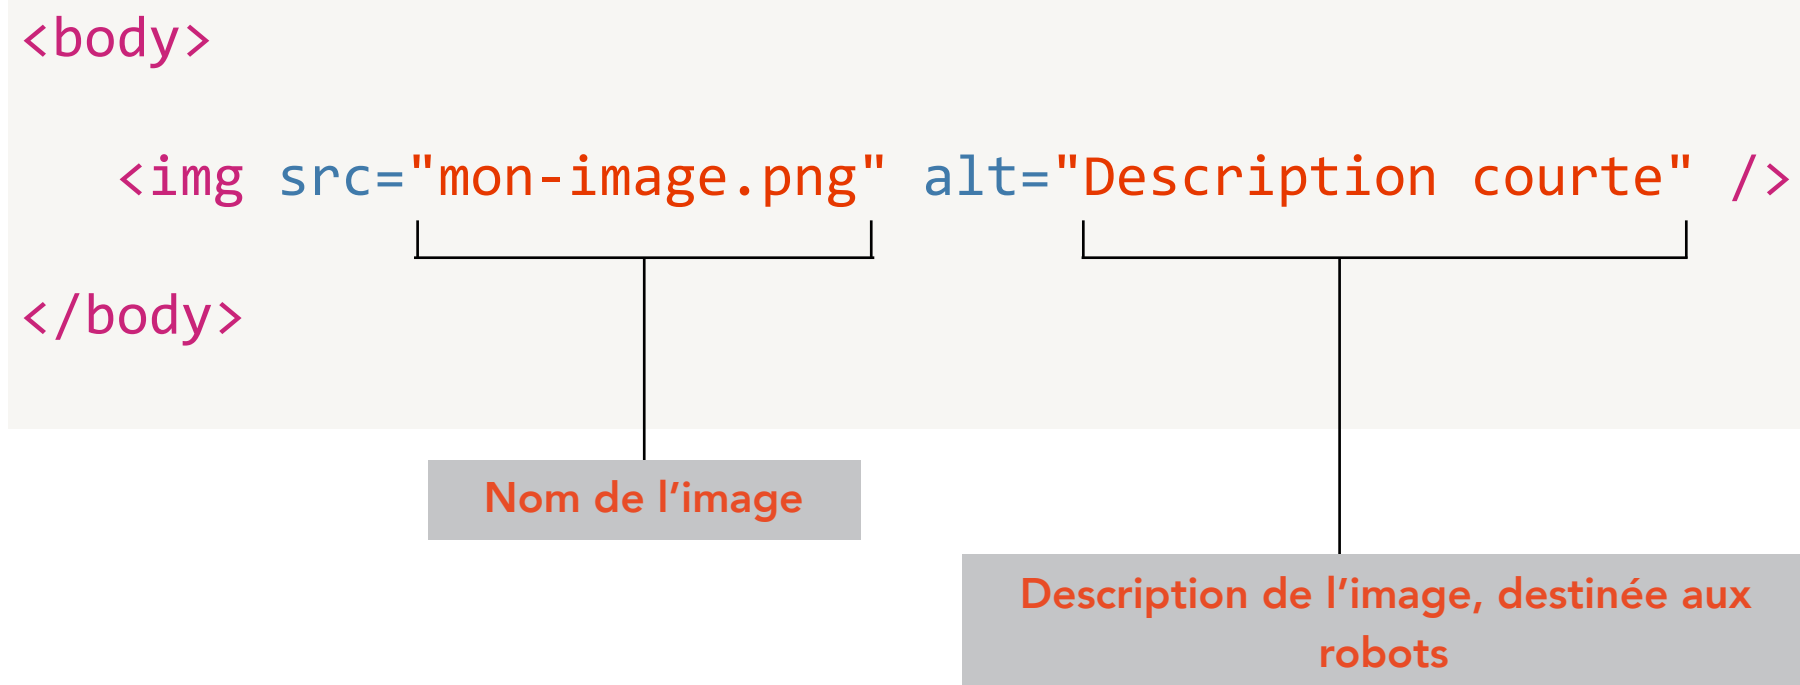 <body>
<img src="mon-image.png" alt="Description courte" />
</body>
Nom de l’image
Description de l’image, destinée aux
robots